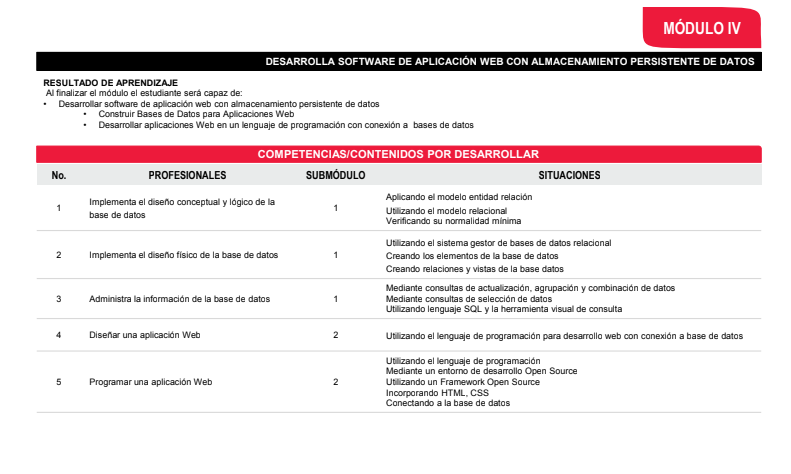 MÓDULO IV
DESARROLLA SOFTWARE DE APLICACIÓN WEB CON ALMACENAMIENTO PERSISTENTE DE DATOS
RESULTADO DE APRENDIZAJE
Al finalizar el módulo el estudiante será capaz de:
• Desarrollar software de aplicación web con almacenamiento persistente de datos
• Construir Bases de Datos para Aplicaciones Web
• Desarrollar aplicaciones Web en un lenguaje de programación con conexión a bases de datos
COMPETENCIAS/CONTENIDOS POR DESARROLLAR
No. PROFESIONALES SUBMÓDULO SITUACIONES
1 Implementa el diseño conceptual y lógico de la
base de datos
1
Aplicando el modelo entidad relación
Utilizando el modelo relacional
Verificando su normalidad mínima
2 Implementa el diseño físico de la base de datos 1
Utilizando el sistema gestor de bases de datos relacional
Creando los elementos de la base de datos
Creando relaciones y vistas de la base datos
3 Administra la información de la base de datos 1
Mediante consultas de actualización, agrupación y combinación de datos
Mediante consultas de selección de datos
Utilizando lenguaje SQL y la herramienta visual de consulta
4 Diseñar una aplicación Web 2 Utilizando el lenguaje de programación para desarrollo web con conexión a base de datos
5 Programar una aplicación Web 2
Utilizando el lenguaje de programación
Mediante un entorno de desarrollo Open Source
Utilizando un Framework Open Source
Incorporando HTML, CSS
Conectando a la base de datos